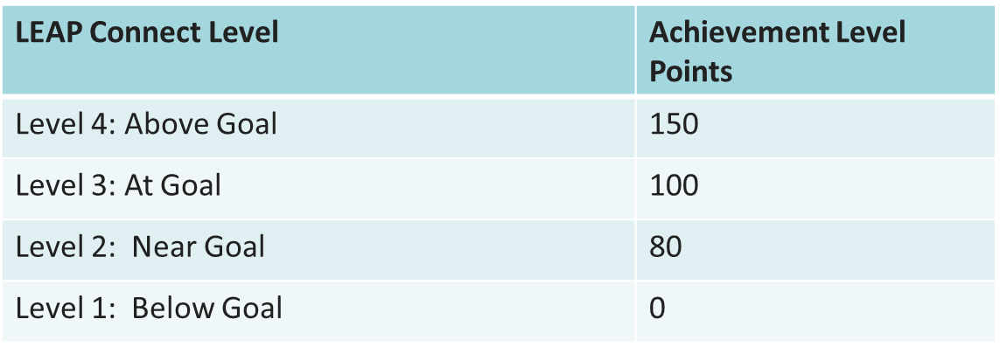 LEAP Connect Level
Achievement Level
Points
Level 4: Above Goal
150
Level 3: At Goal
100
Level 2:  Near Goal
80
Level 1:  Below Goal
0